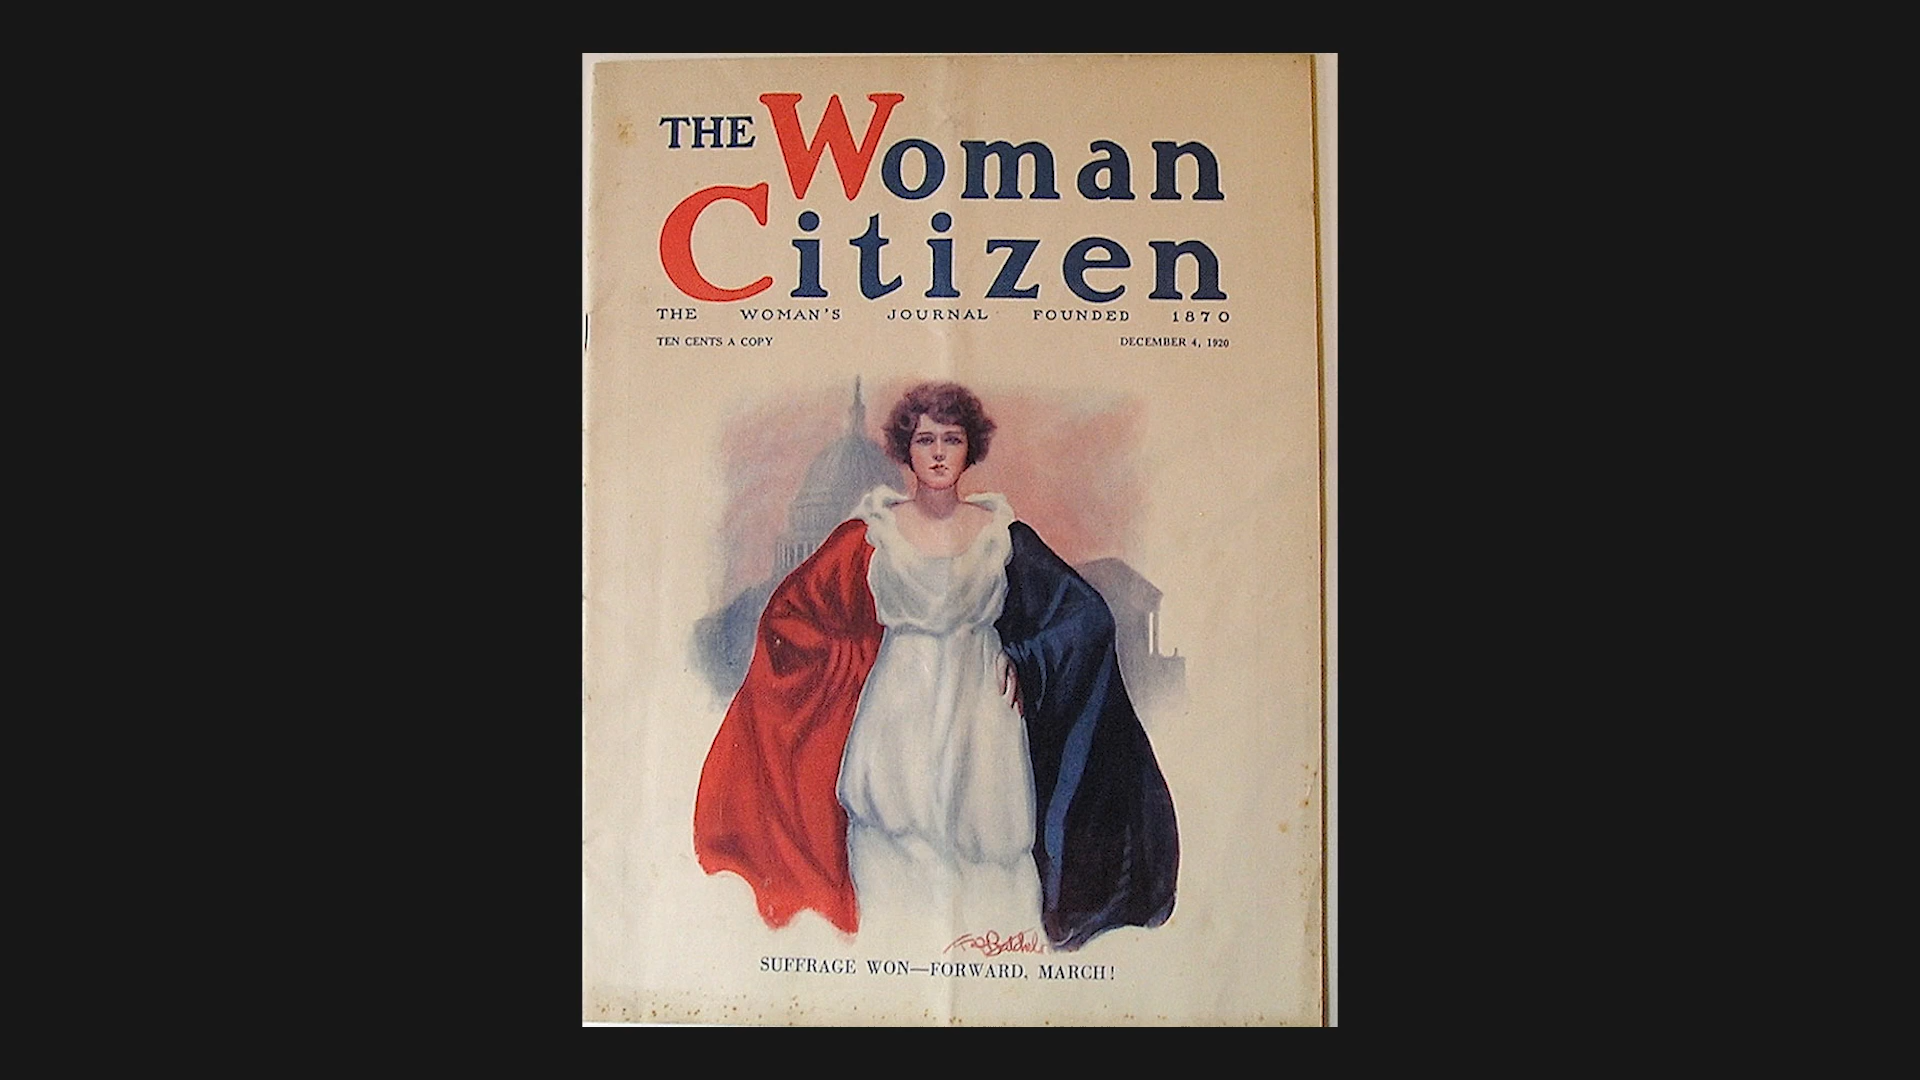 THE Woman
Citizen
THE WOMAN'S JOURNAL FOUNDED 1870
TEN CENTS A COPY DECEMBER 4, 1920
SUFFRAGE WON—FORWARD, MARCH!